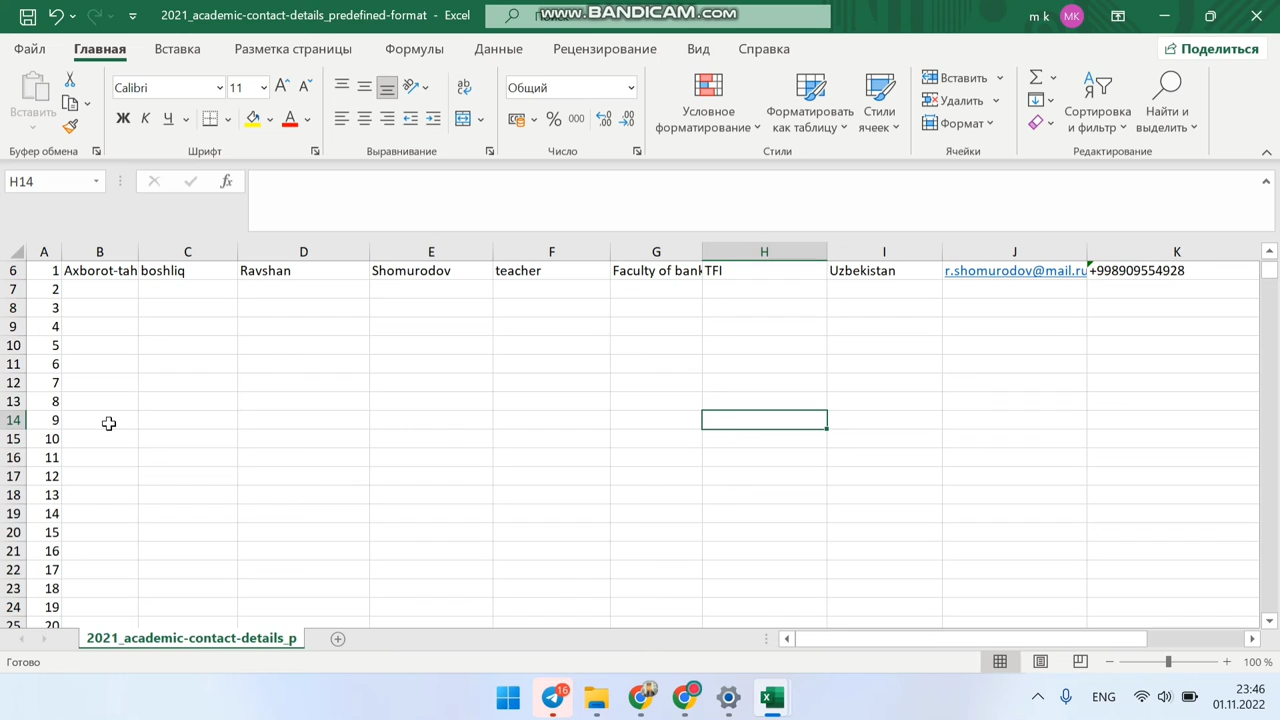 2021_academic-contact-details_predefined-format - Excel
www.BANDICAM.com
m k
MK
Файл
Главная
Вставка
Разметка страницы
Формулы
Данные
Рецензирование
Вид
Справка
Поделиться
Вставить
Calibri
11
Ж К Ч
А
Общий
% 000
Условное форматирование
Форматировать как таблицу
Стили ячеек
Вставить
Удалить
Формат
Сортировка и фильтр
Найти и выделить
Буфер обмена
Шрифт
Выравнивание
Число
Стили
Ячейки
Редактирование
H14
fx
A B C D E F G H I J K
6 1 Axborot-tah boshliq Ravshan Shomurodov teacher Faculty of bank TFI Uzbekistan r.shomurodov@mail.ru +998909554928
7 2
8 3
9 4
10 5
11 6
12 7
13 8
14 9
15 10
16 11
17 12
18 13
19 14
20 15
21 16
22 17
23 18
24 19
25 20
2021_academic-contact-details_p
Готово
100 %
16
ENG
23:46
01.11.2022